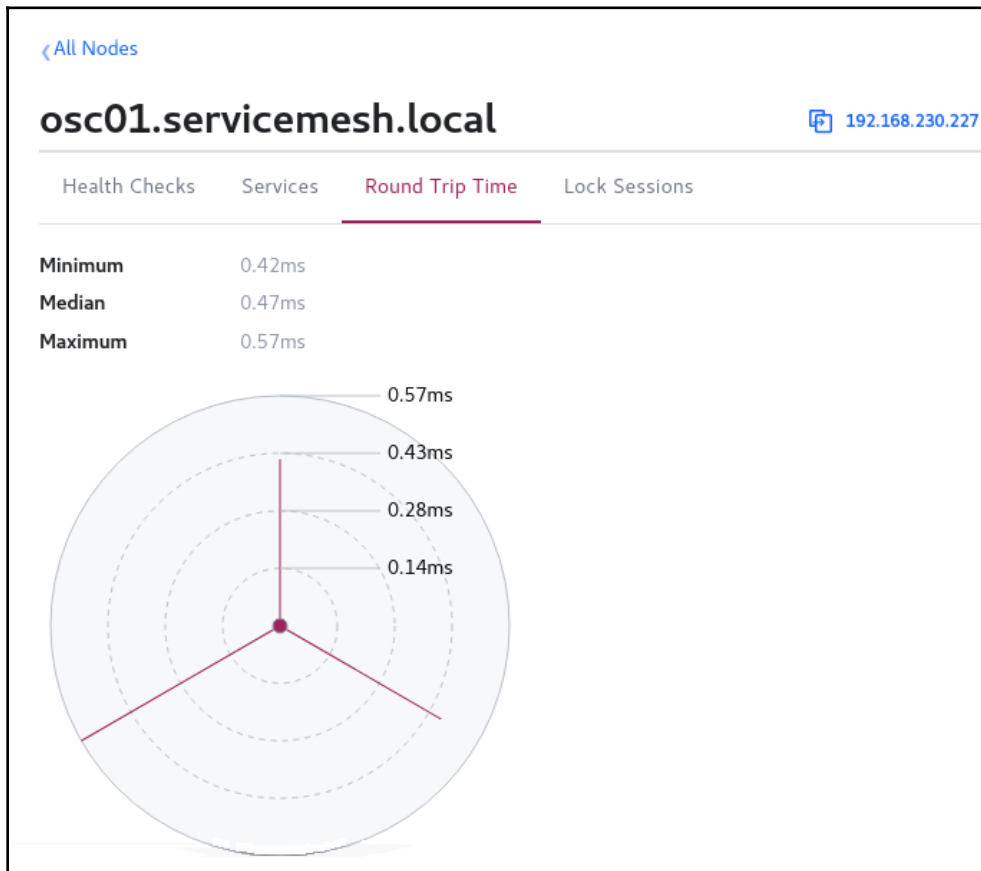 All Nodes
osc01.servicemesh.local
192.168.230.227
Health Checks Services Round Trip Time Lock Sessions
Minimum 0.42ms
Median 0.47ms
Maximum 0.57ms
0.57ms
0.43ms
0.28ms
0.14ms